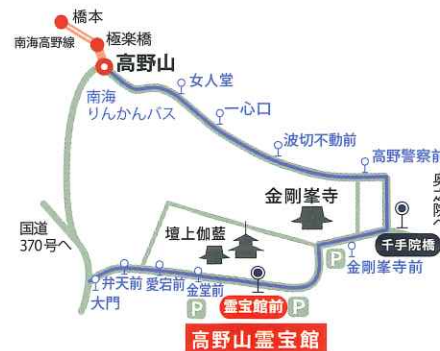 橋本
南海高野線
極楽橋
高野山
南海
りんかんバス
女人堂
一心口
波切不動前
高野警察前
奥之院へ
金剛峯寺
壇上伽藍
国道
370号へ
千手院橋
P
金剛峯寺前
弁天前
愛宕前
金堂前
大門
P
霊宝館前
P
高野山霊宝館